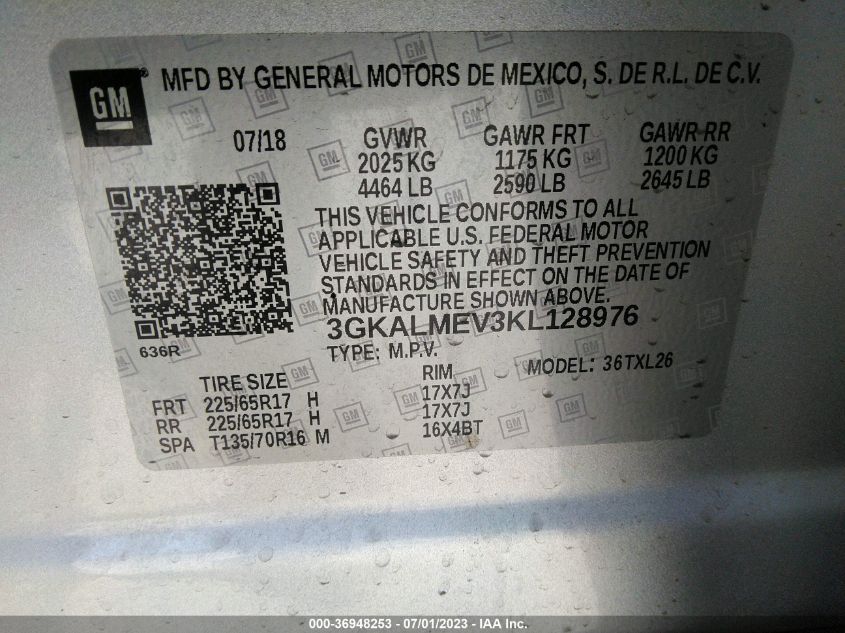 GM
MFD BY GENERAL MOTORS DE MEXICO, S. DE R.L. DE C.V.
07/18 GVWR GAWR FRT GAWR RR
2025 KG 1175 KG 1200 KG
4464 LB 2590 LB 2645 LB
THIS VEHICLE CONFORMS TO ALL
APPLICABLE U.S. FEDERAL MOTOR
VEHICLE SAFETY AND THEFT PREVENTION
STANDARDS IN EFFECT ON THE DATE OF
MANUFACTURE SHOWN ABOVE.
3GKALMEV3KL128976
636R
TYPE: M.P.V. MODEL: 36TXL26
TIRE SIZE RIM
FRT 225/65R17 H 17X7J
RR 225/65R17 H 17X7J
SPA T135/70R16 M 16X4BT
000-36948253 - 07/01/2023 - IAA Inc.